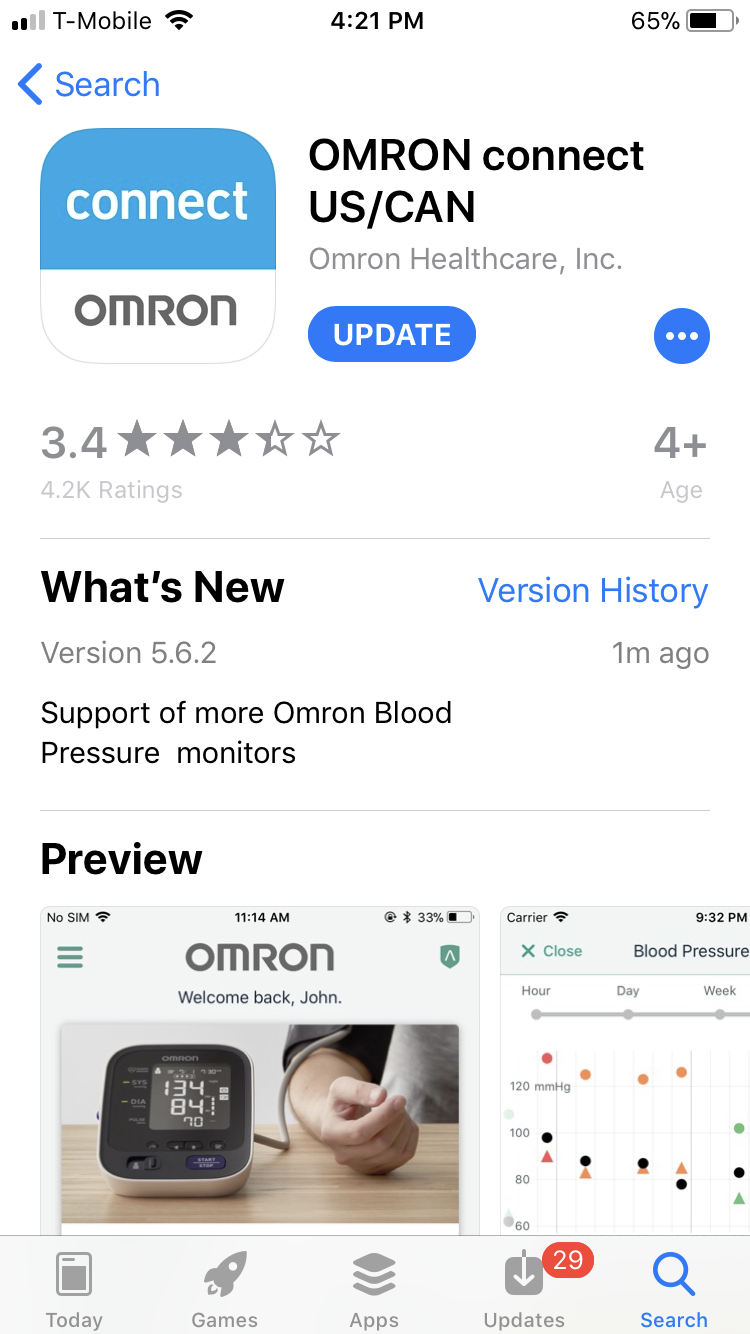 T-Mobile 4:21 PM 65%
Search
connect
OMRON
OMRON connect
US/CAN
Omron Healthcare, Inc.
UPDATE
3.4 4+
4.2K Ratings Age
What's New Version History
Version 5.6.2 1m ago
Support of more Omron Blood
Pressure monitors
Preview
No SIM 11:14 AM 33%
OMRON
Welcome back, John.
OMRON
SYS 134
DIA 84
PULSE 70
START
STOP
Carrier 9:32 PM
Close Blood Pressure
Hour Day Week
120 mmHg
100
80
60
29
Today Games Apps Updates Search